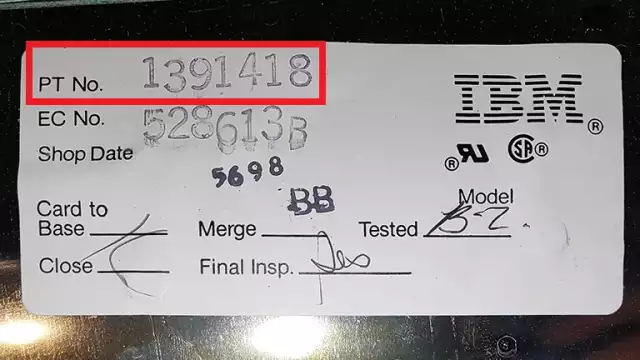 PT No. 1391418
EC No. 528613B
Shop Date
5698
IBM®
BB
Model
Card to
Base
Merge
Tested B-2.
Close
Final Insp.